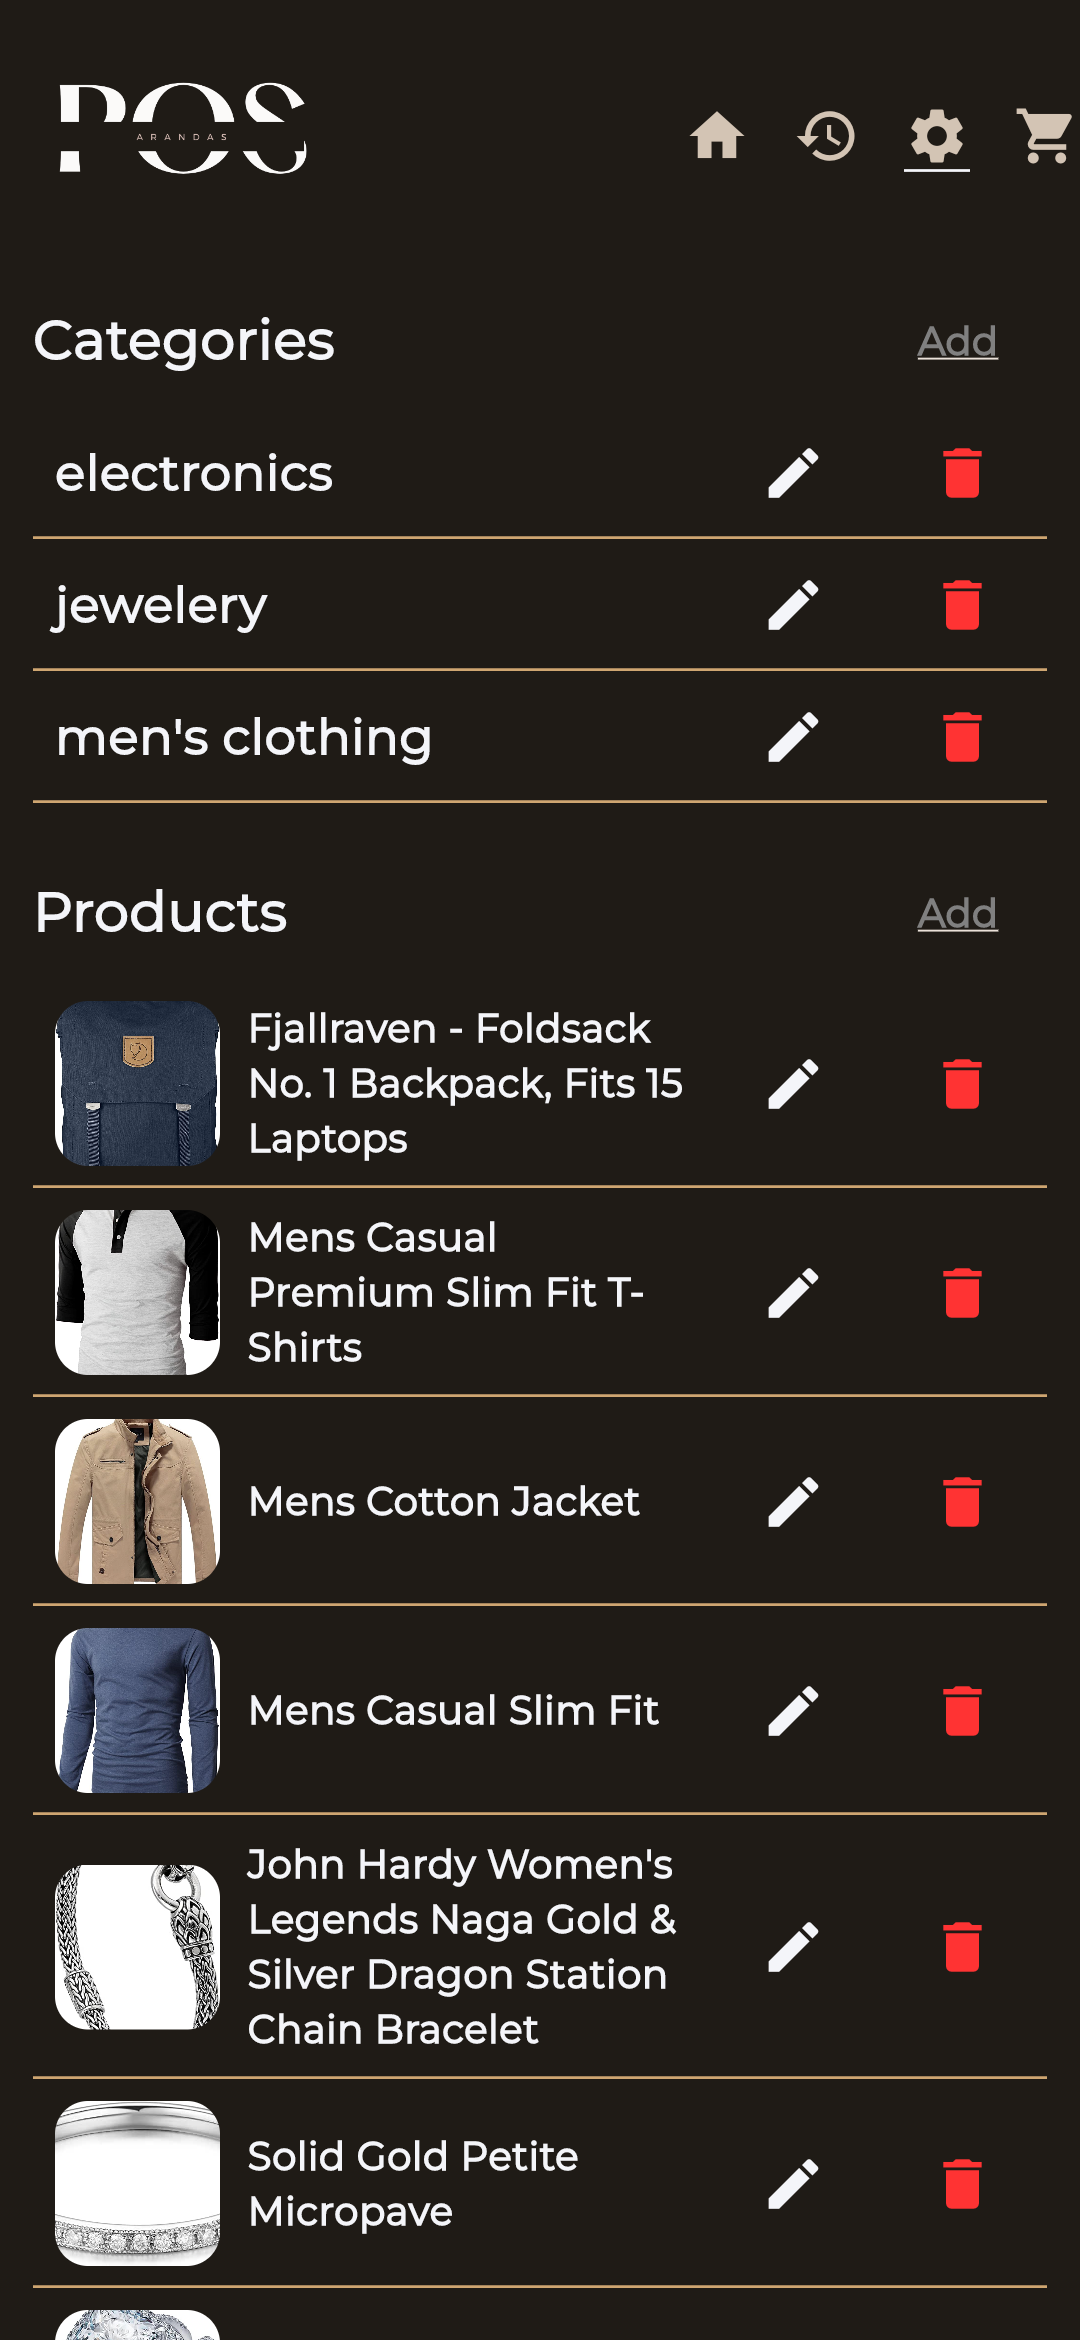 POS
ARANDAS
Categories
Add
electronics
jewelery
men's clothing
Products
Add
Fjallraven - Foldsack
No. 1 Backpack, Fits 15
Laptops
Mens Casual
Premium Slim Fit T-
Shirts
Mens Cotton Jacket
Mens Casual Slim Fit
John Hardy Women's
Legends Naga Gold &
Silver Dragon Station
Chain Bracelet
Solid Gold Petite
Micropave